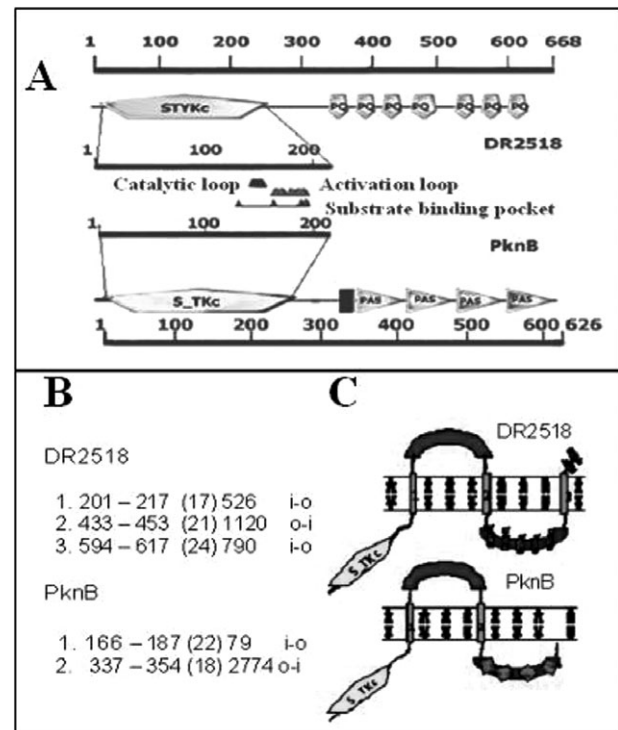 A
1 100 200 300 400 500 600 668
STYKc PQ PQ PQ PQ PQ PQ PQ
DR2518
1 100 200
Catalytic loop Activation loop
Substrate binding pocket
PknB
1 100 200
S_TKc PAS PAS PAS PAS
1 100 200 300 400 500 600 626
B
DR2518
1. 201 – 217 (17) 526 i-o
2. 433 – 453 (21) 1120 o-i
3. 594 – 617 (24) 790 i-o
PknB
1. 166 – 187 (22) 79 i-o
2. 337 – 354 (18) 2774 o-i
C
DR2518
S_TKc
PknB
S_TKc